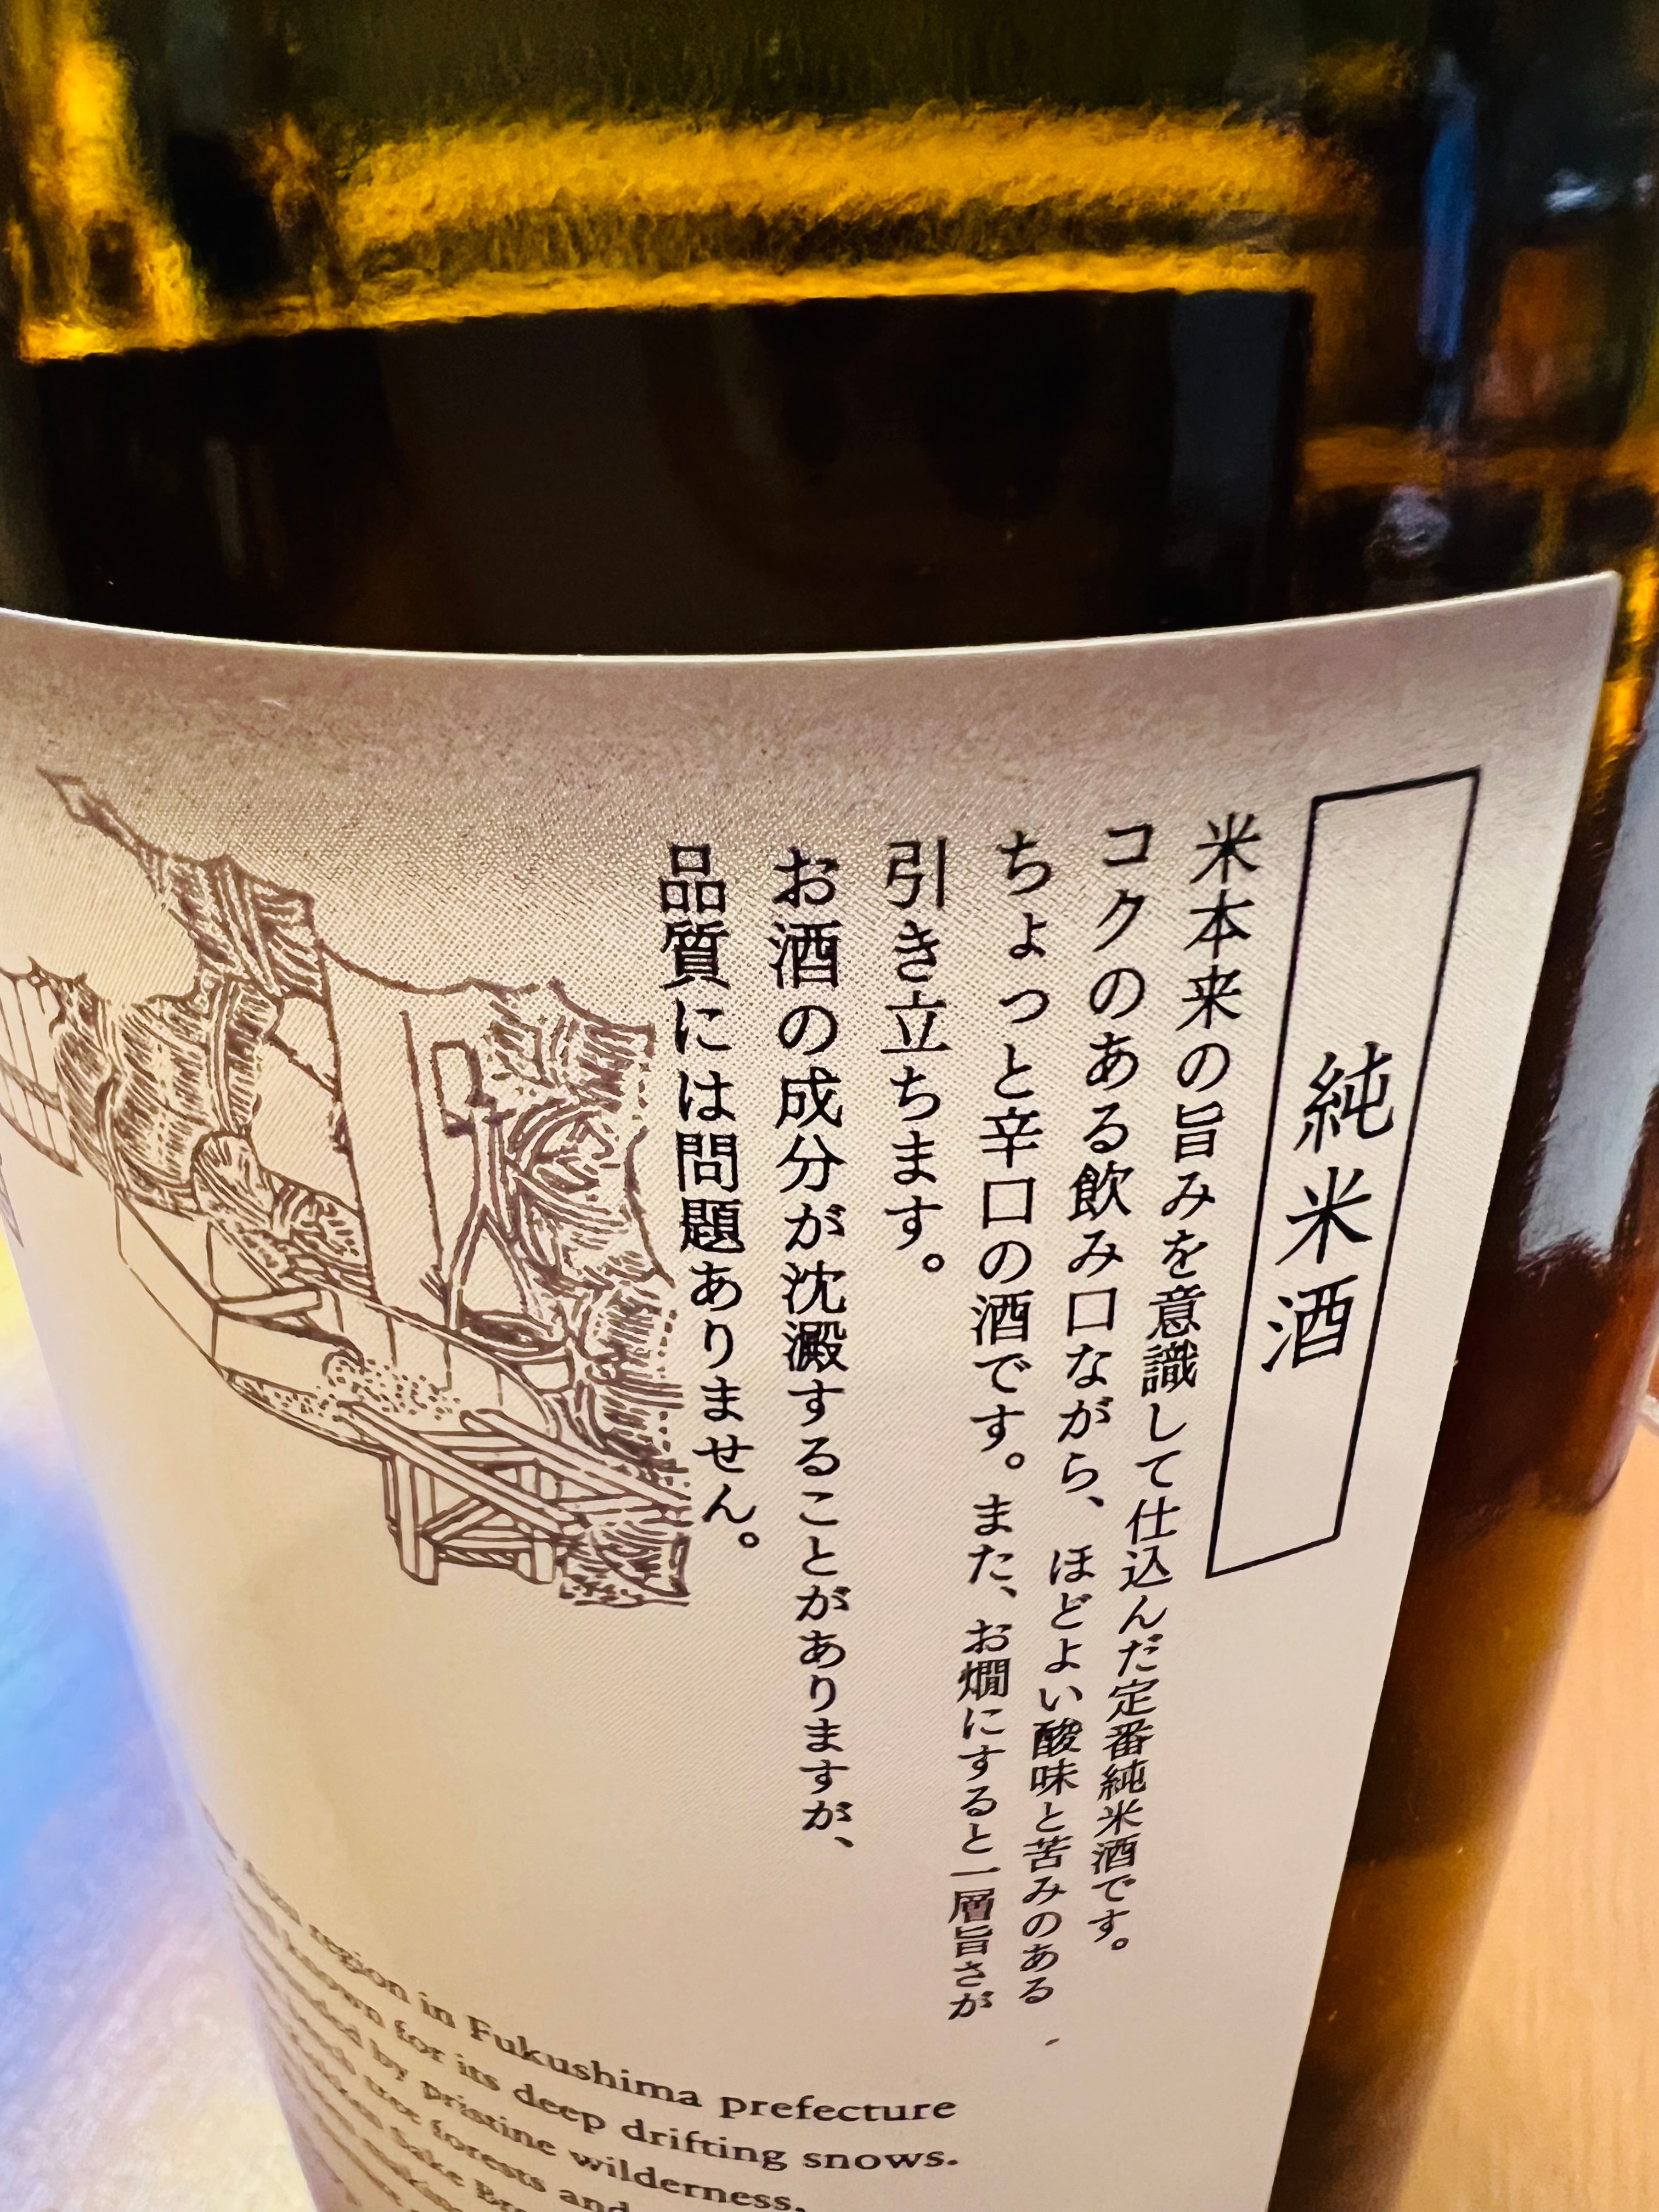 純米酒
米本来の旨みを意識して仕込んだ定番純米酒です。
コクのある飲み口ながら、ほどよい酸味と苦みのある
ちょっと辛口の酒です。また、お燗にすると一層旨さが
引き立ちます。
お酒の成分が沈澱することがありますが、
品質には問題ありません。
region in Fukushima prefecture
known for its deep drifting snows.
by pristine wilderness.
tree forests and
Sake